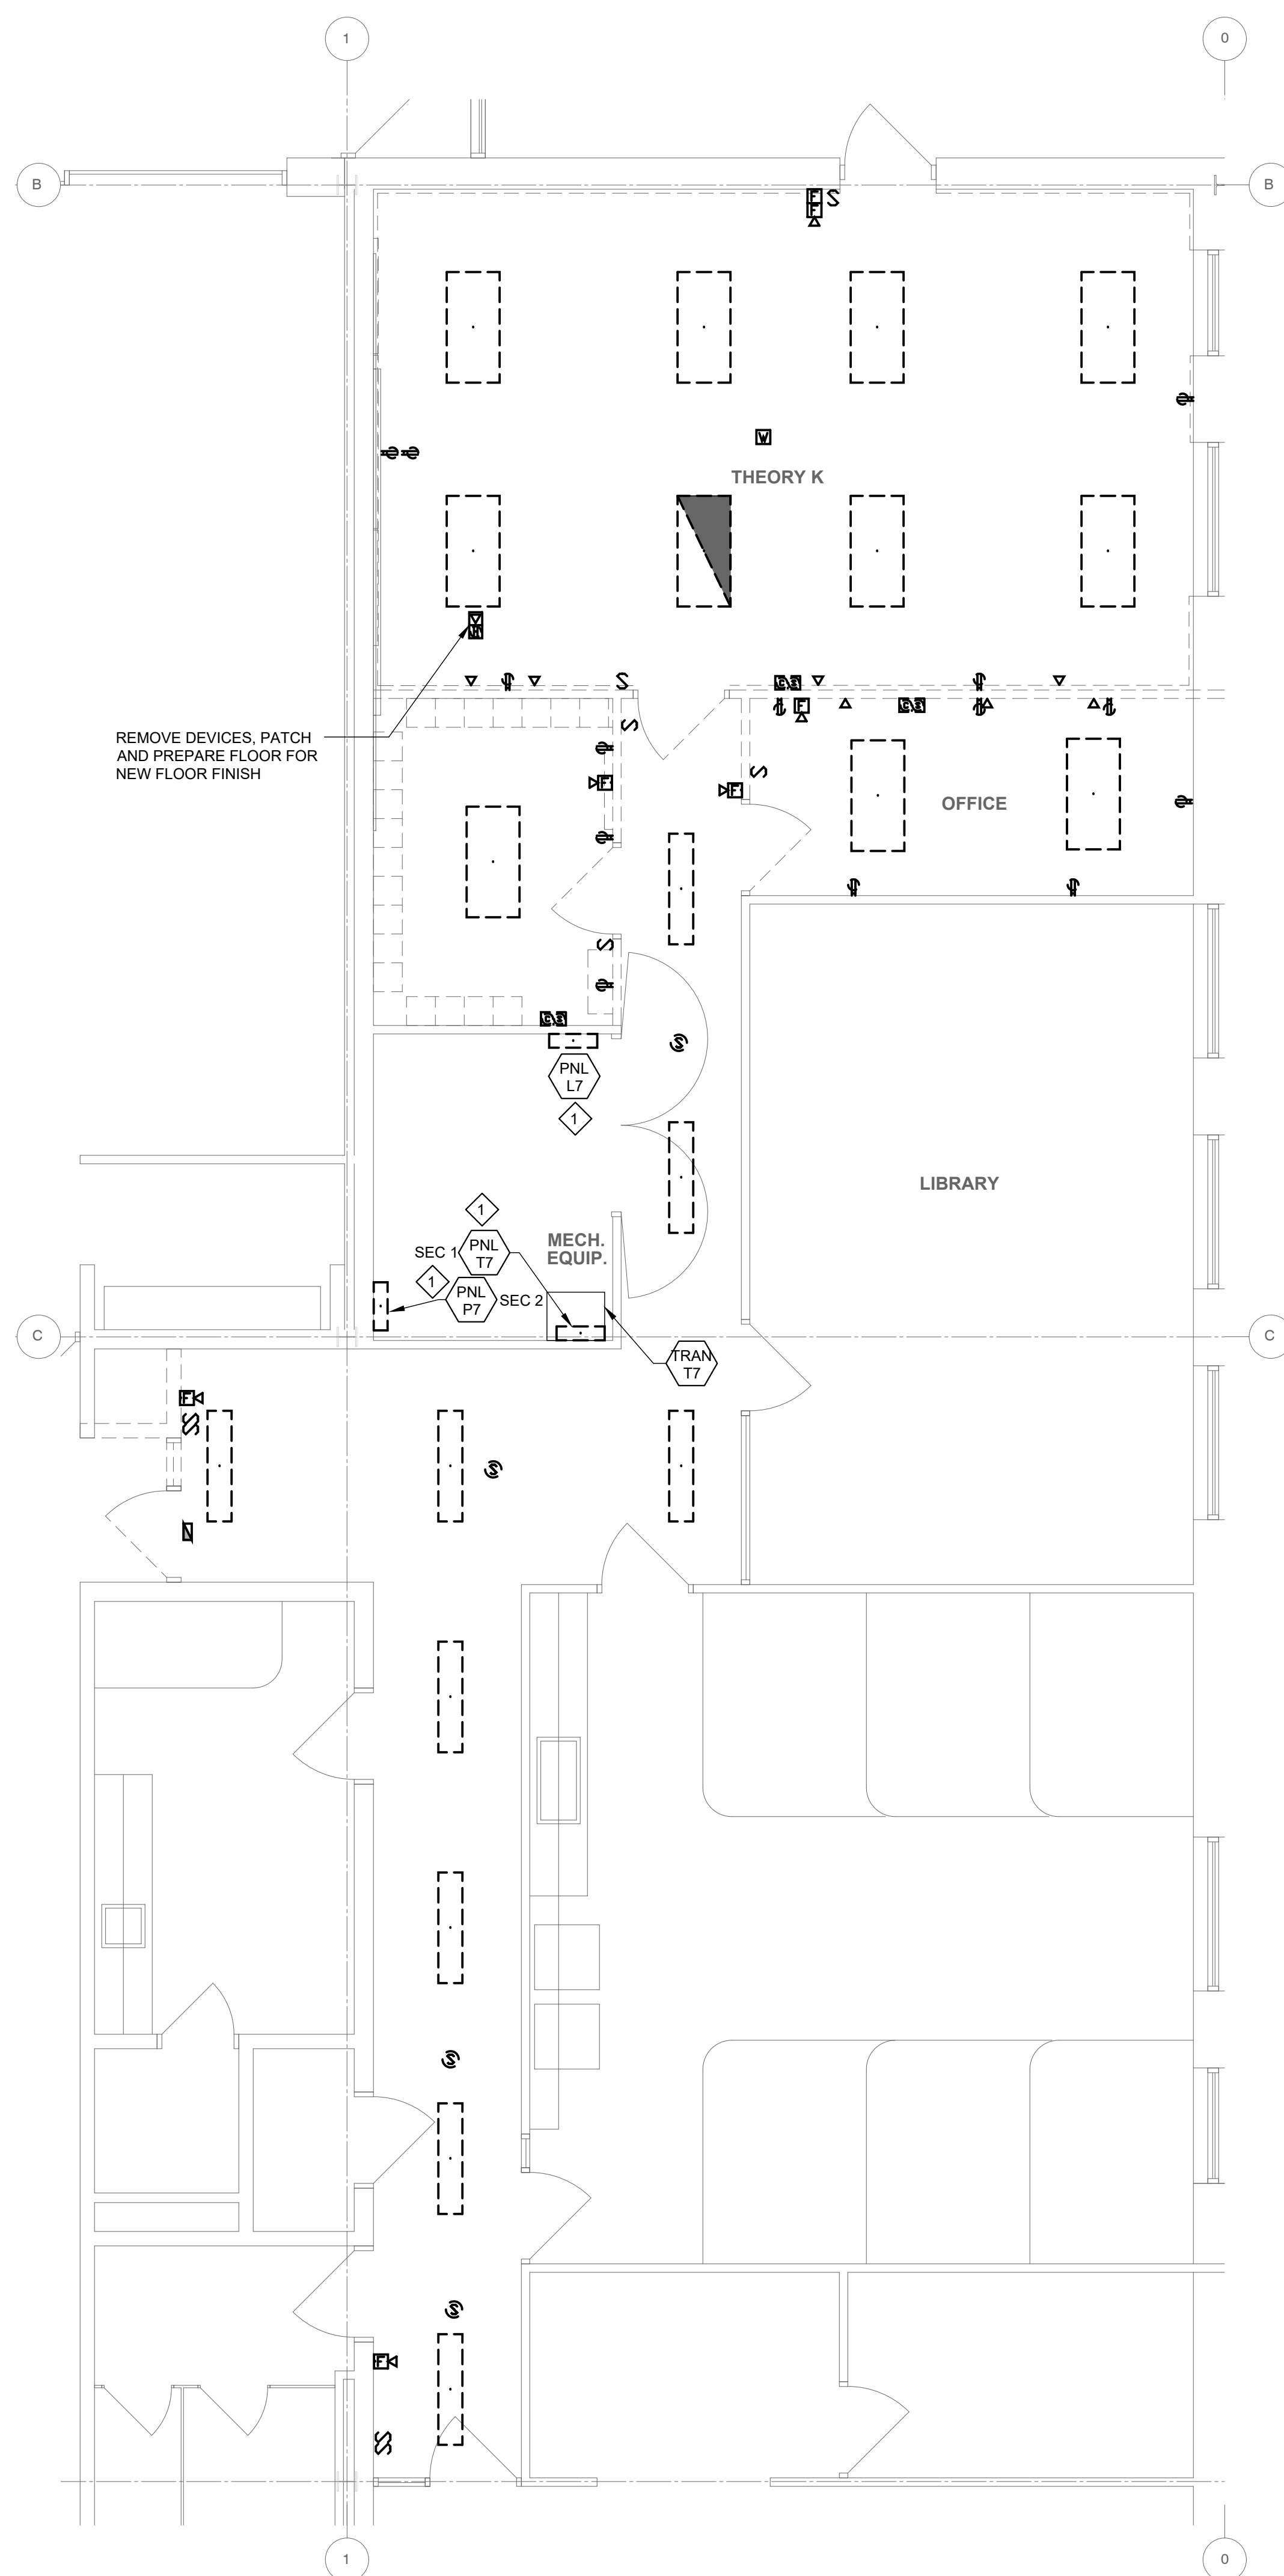 1
0
B
B
F
S
F
W
THEORY K
S
REMOVE DEVICES, PATCH
AND PREPARE FLOOR FOR
NEW FLOOR FINISH
F
S
S
F
F
OFFICE
S
S
PNL
L7
1
LIBRARY
1
MECH.
EQUIP.
SEC 1
PNL
T7
1
PNL
P7
SEC 2
C
C
TRAN
T7
F
S
S
S
S
S
F
S
S
1
0